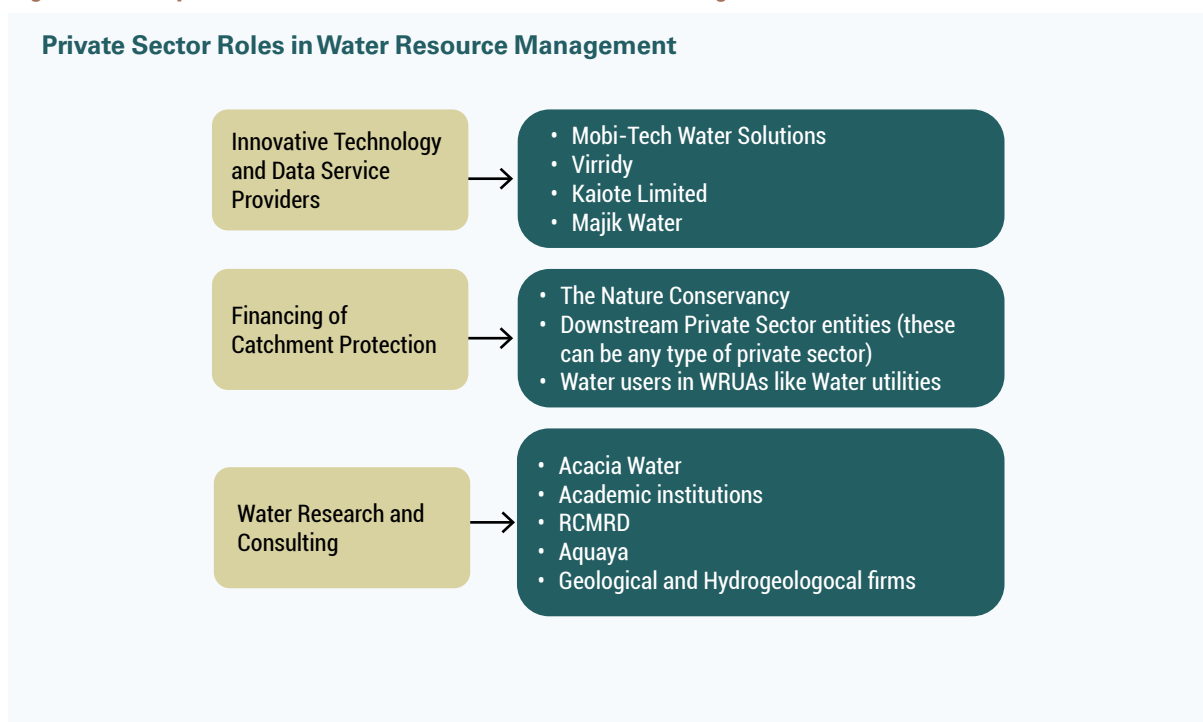 Private Sector Roles in Water Resource Management
Innovative Technology
and Data Service
Providers
• Mobi-Tech Water Solutions
• Virridy
• Kaiote Limited
• Majik Water
Financing of
Catchment Protection
• The Nature Conservancy
• Downstream Private Sector entities (these
can be any type of private sector)
• Water users in WRUAs like Water utilities
Water Research and
Consulting
• Acacia Water
• Academic institutions
• RCMRD
• Aquaya
• Geological and Hydrogeologocal firms